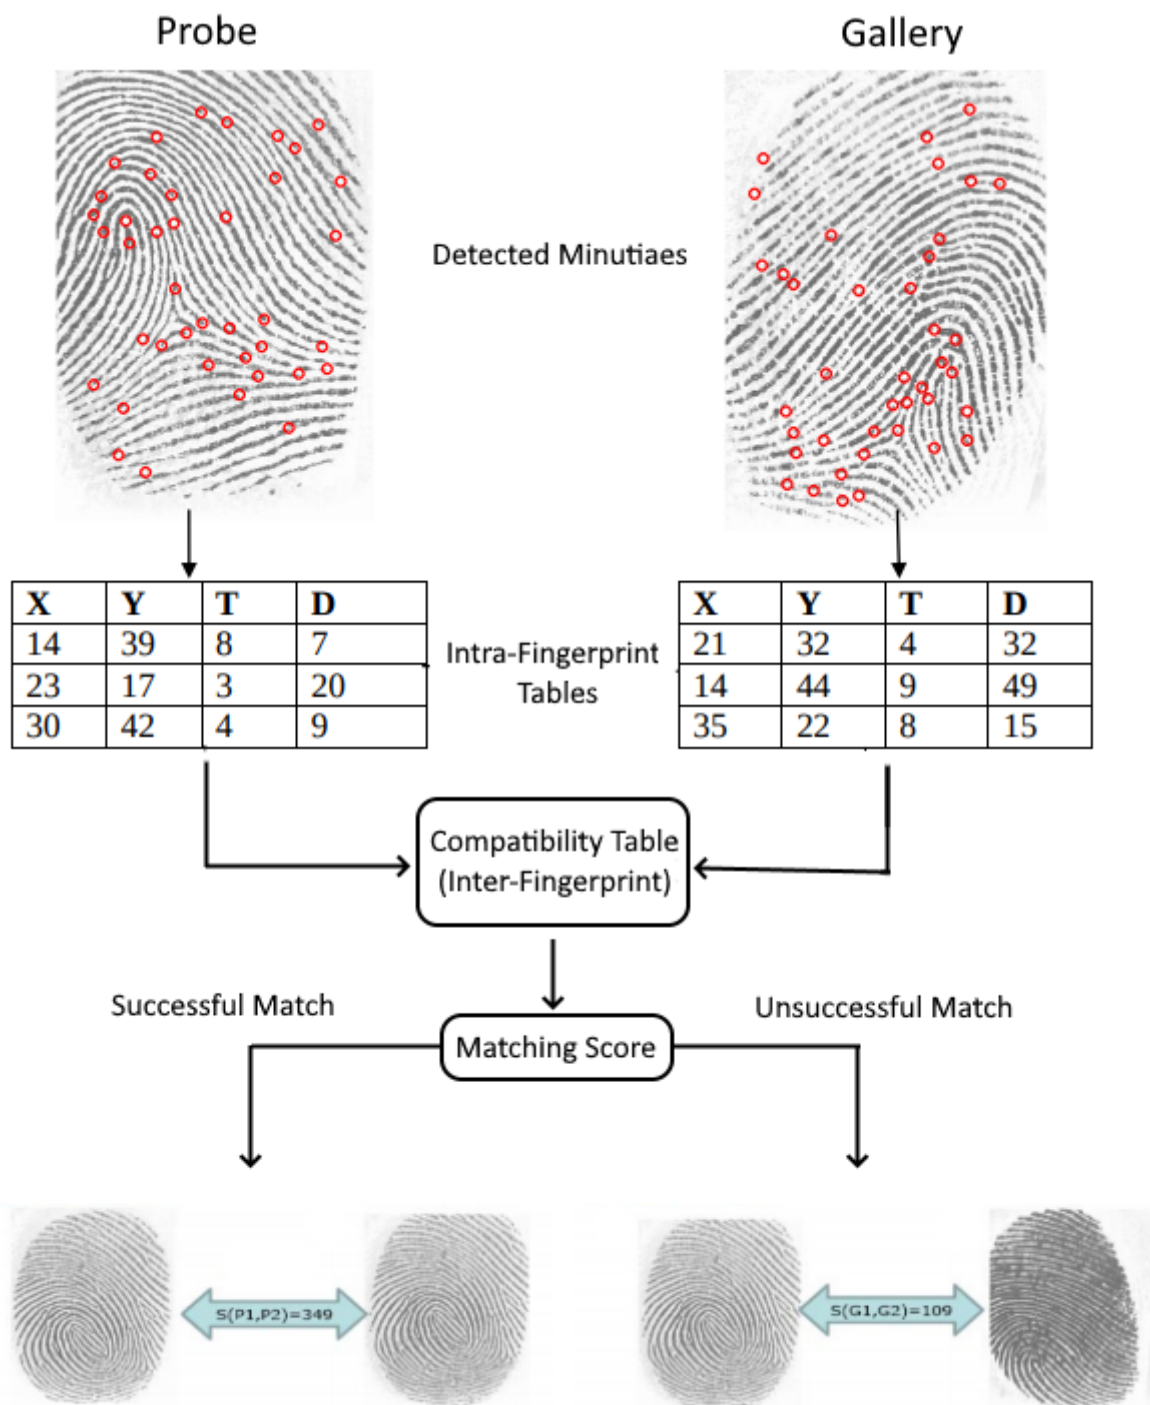 Probe
Gallery
Detected Minutiaes
X Y T D
14 39 8 7
23 17 3 20
30 42 4 9
Intra-Fingerprint
Tables
X Y T D
21 32 4 32
14 44 9 49
35 22 8 15
Compatibility Table
(Inter-Fingerprint)
Successful Match
Unsuccessful Match
Matching Score
S(P1,P2)=349
S(G1,G2)=109